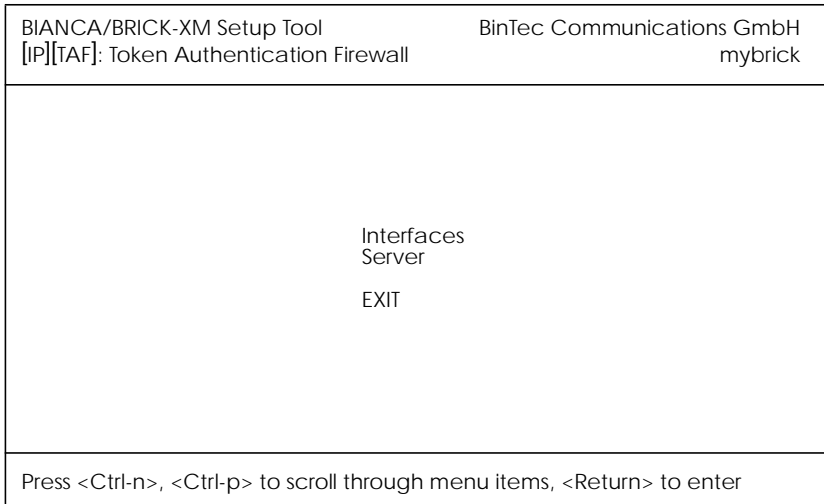 BIANCA/BRICK-XM Setup Tool BinTec Communications GmbH
[IP][TAF]: Token Authentication Firewall mybrick
Interfaces
Server
EXIT
Press <Ctrl-n>, <Ctrl-p> to scroll through menu items, <Return> to enter